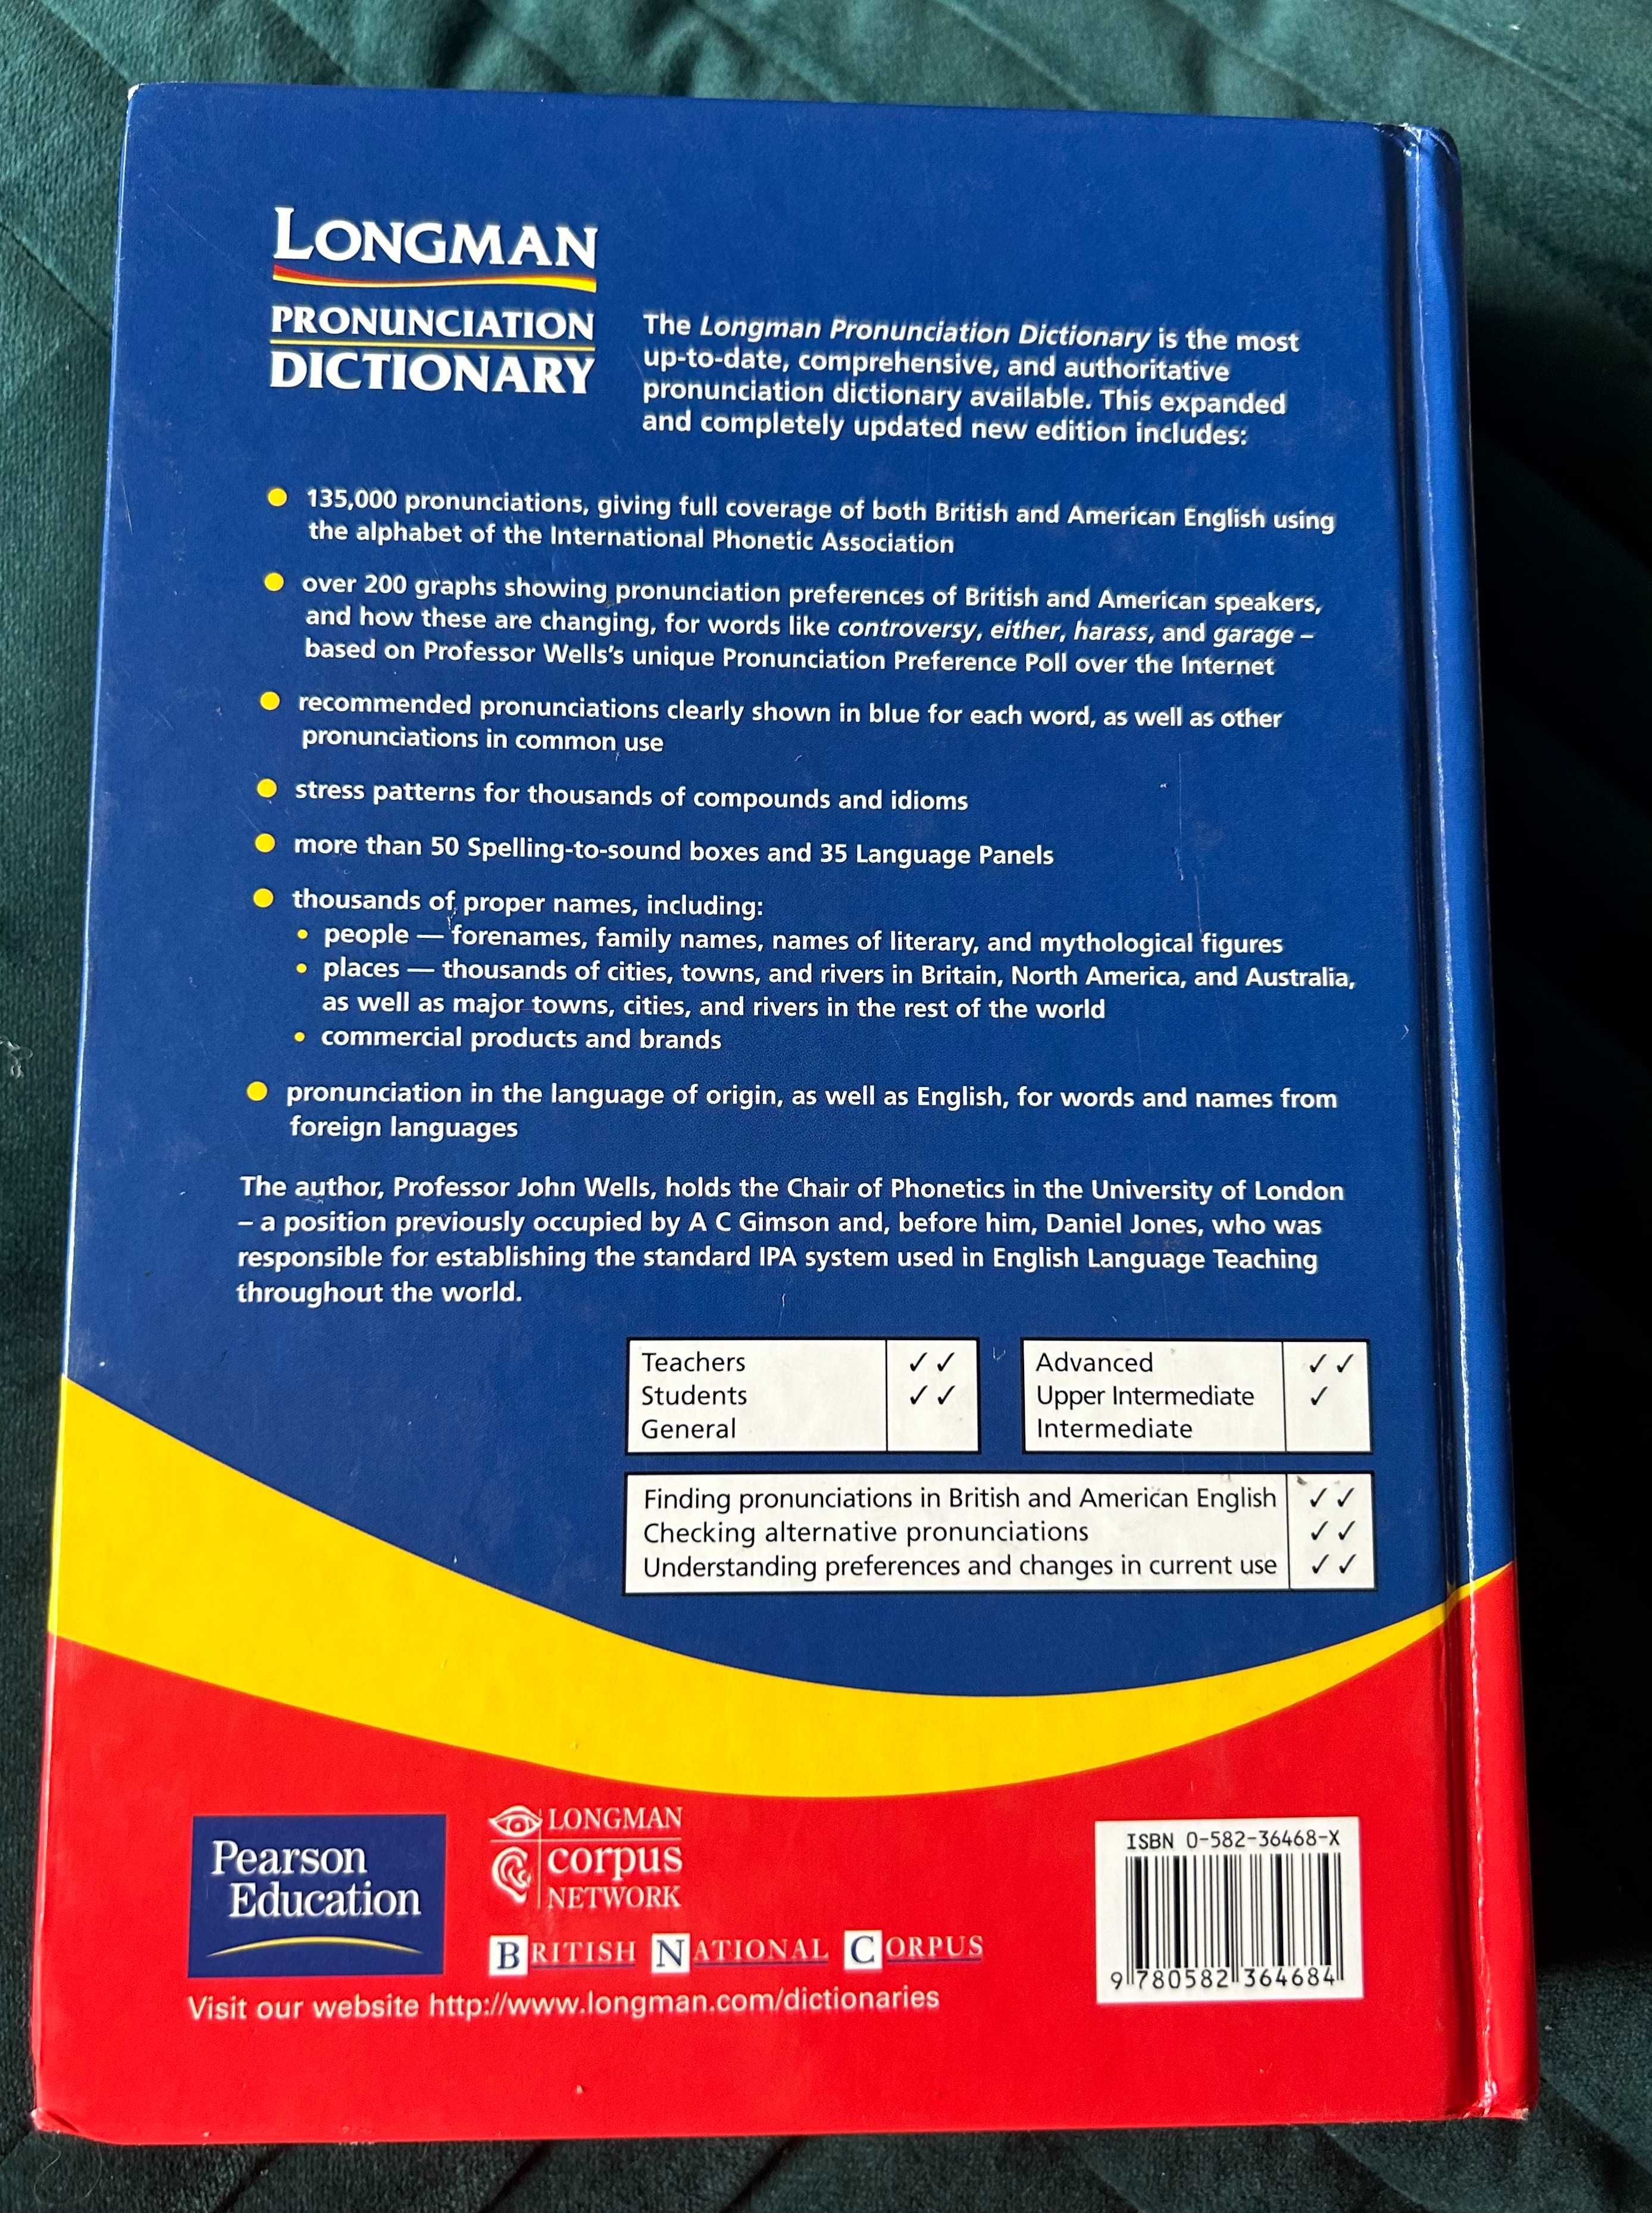 LONGMAN
PRONUNCIATION
DICTIONARY
The Longman Pronunciation Dictionary is the most
up-to-date, comprehensive, and authoritative
pronunciation dictionary available. This expanded
and completely updated new edition includes:
135,000 pronunciations, giving full coverage of both British and American English using
the alphabet of the International Phonetic Association
over 200 graphs showing pronunciation preferences of British and American speakers,
and how these are changing, for words like controversy, either, harass, and garage –
based on Professor Wells's unique Pronunciation Preference Poll over the Internet
recommended pronunciations clearly shown in blue for each word, as well as other
pronunciations in common use
stress patterns for thousands of compounds and idioms
more than 50 Spelling-to-sound boxes and 35 Language Panels
thousands of proper names, including:
• people — forenames, family names, names of literary, and mythological figures
• places — thousands of cities, towns, and rivers in Britain, North America, and Australia,
as well as major towns, cities, and rivers in the rest of the world
• commercial products and brands
pronunciation in the language of origin, as well as English, for words and names from
foreign languages
The author, Professor John Wells, holds the Chair of Phonetics in the University of London
– a position previously occupied by A C Gimson and, before him, Daniel Jones, who was
responsible for establishing the standard IPA system used in English Language Teaching
throughout the world.
Teachers ✓✓
Students ✓✓
General
Advanced ✓✓
Upper Intermediate ✓
Intermediate
Finding pronunciations in British and American English ✓✓
Checking alternative pronunciations ✓✓
Understanding preferences and changes in current use ✓✓
Pearson
Education
LONGMAN
corpus
NETWORK
BRITISH NATIONAL CORPUS
Visit our website http://www.longman.com/dictionaries
ISBN 0-582-36468-X
9 780582 364684